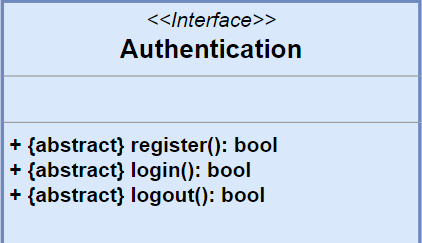 <<Interface>>
Authentication
+ {abstract} register(): bool
+ {abstract} login(): bool
+ {abstract} logout(): bool